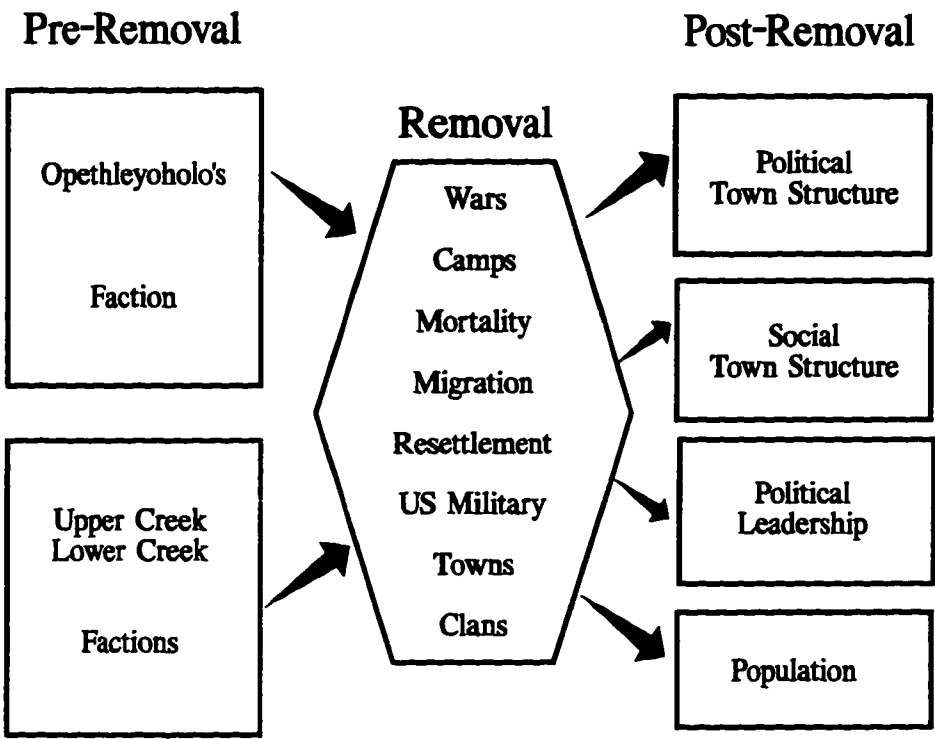 Pre-Removal
Opethleyoholo's
Faction
Upper Creek
Lower Creek
Factions
Removal
Wars
Camps
Mortality
Migration
Resettlement
US Military
Towns
Clans
Post-Removal
Political
Town Structure
Social
Town Structure
Political
Leadership
Population